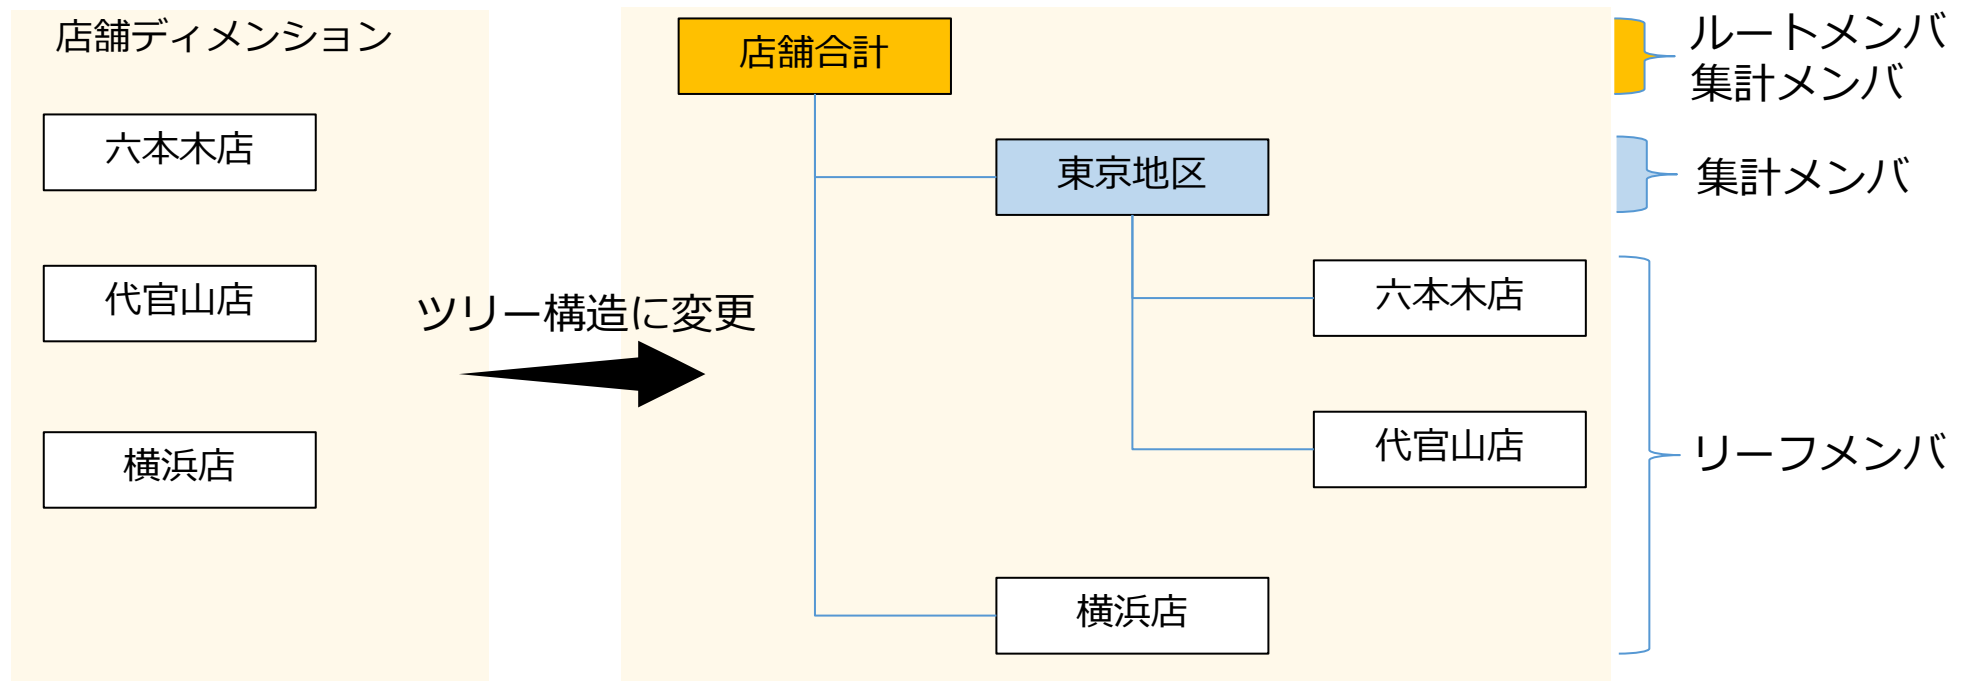 店舗ディメンション
六本木店
代官山店
横浜店
ツリー構造に変更
店舗合計
東京地区
六本木店
代官山店
横浜店
ルートメンバ
集計メンバ
集計メンバ
リーフメンバ